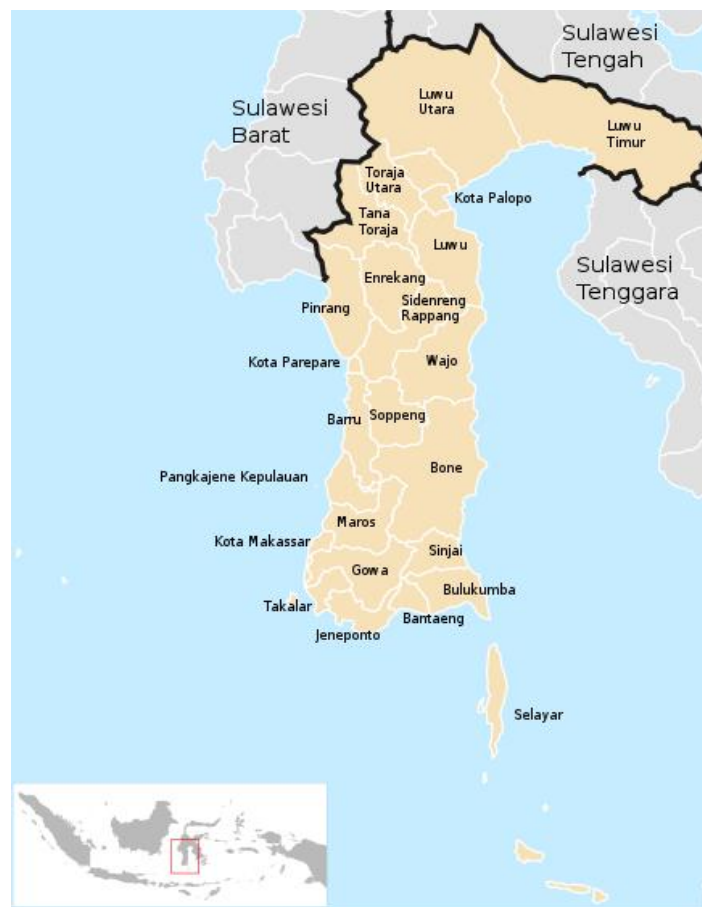 Sulawesi
Tengah
Luwu
Utara
Sulawesi
Barat
Luwu
Timur
Toraja
Utara
Kota Palopo
Tana
Toraja
Luwu
Sulawesi
Tenggara
Enrekang
Sidenreng
Rappang
Pinrang
Kota Parepare
Wajo
Barru
Soppeng
Bone
Pangkajene Kepulauan
Maros
Kota Makassar
Sinjai
Gowa
Bulukumba
Takalar
Bantaeng
Jeneponto
Selayar